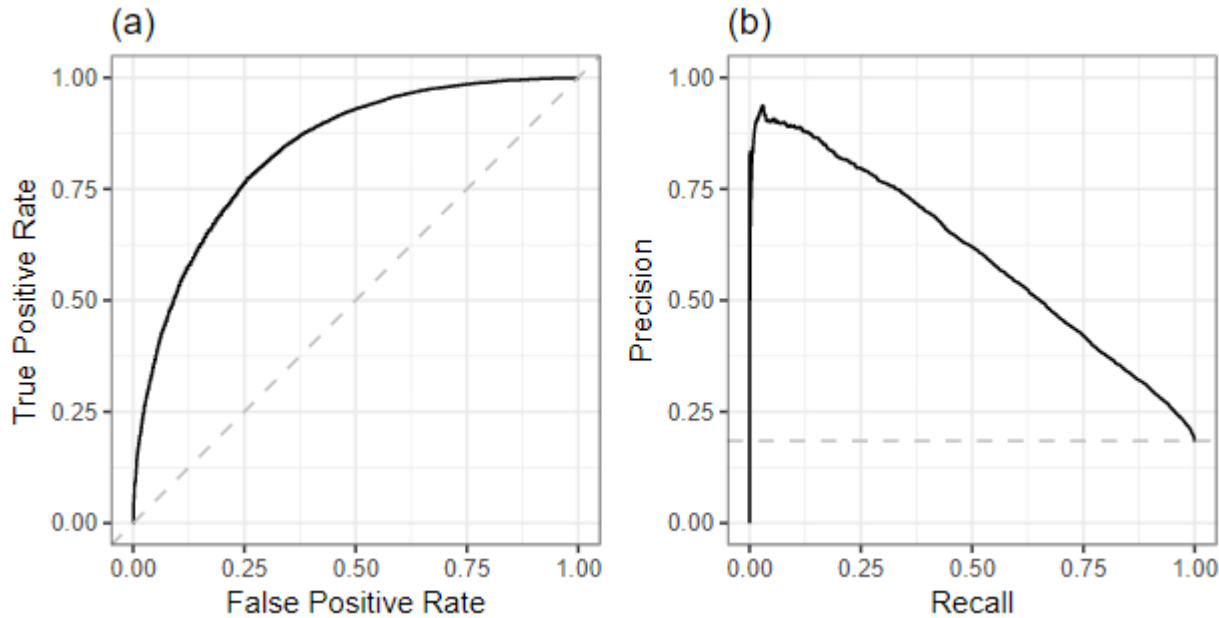 (a)
True Positive Rate
1.00
0.75
0.50
0.25
0.00
0.00 0.25 0.50 0.75 1.00
False Positive Rate
(b)
Precision
1.00
0.75
0.50
0.25
0.00
0.00 0.25 0.50 0.75 1.00
Recall